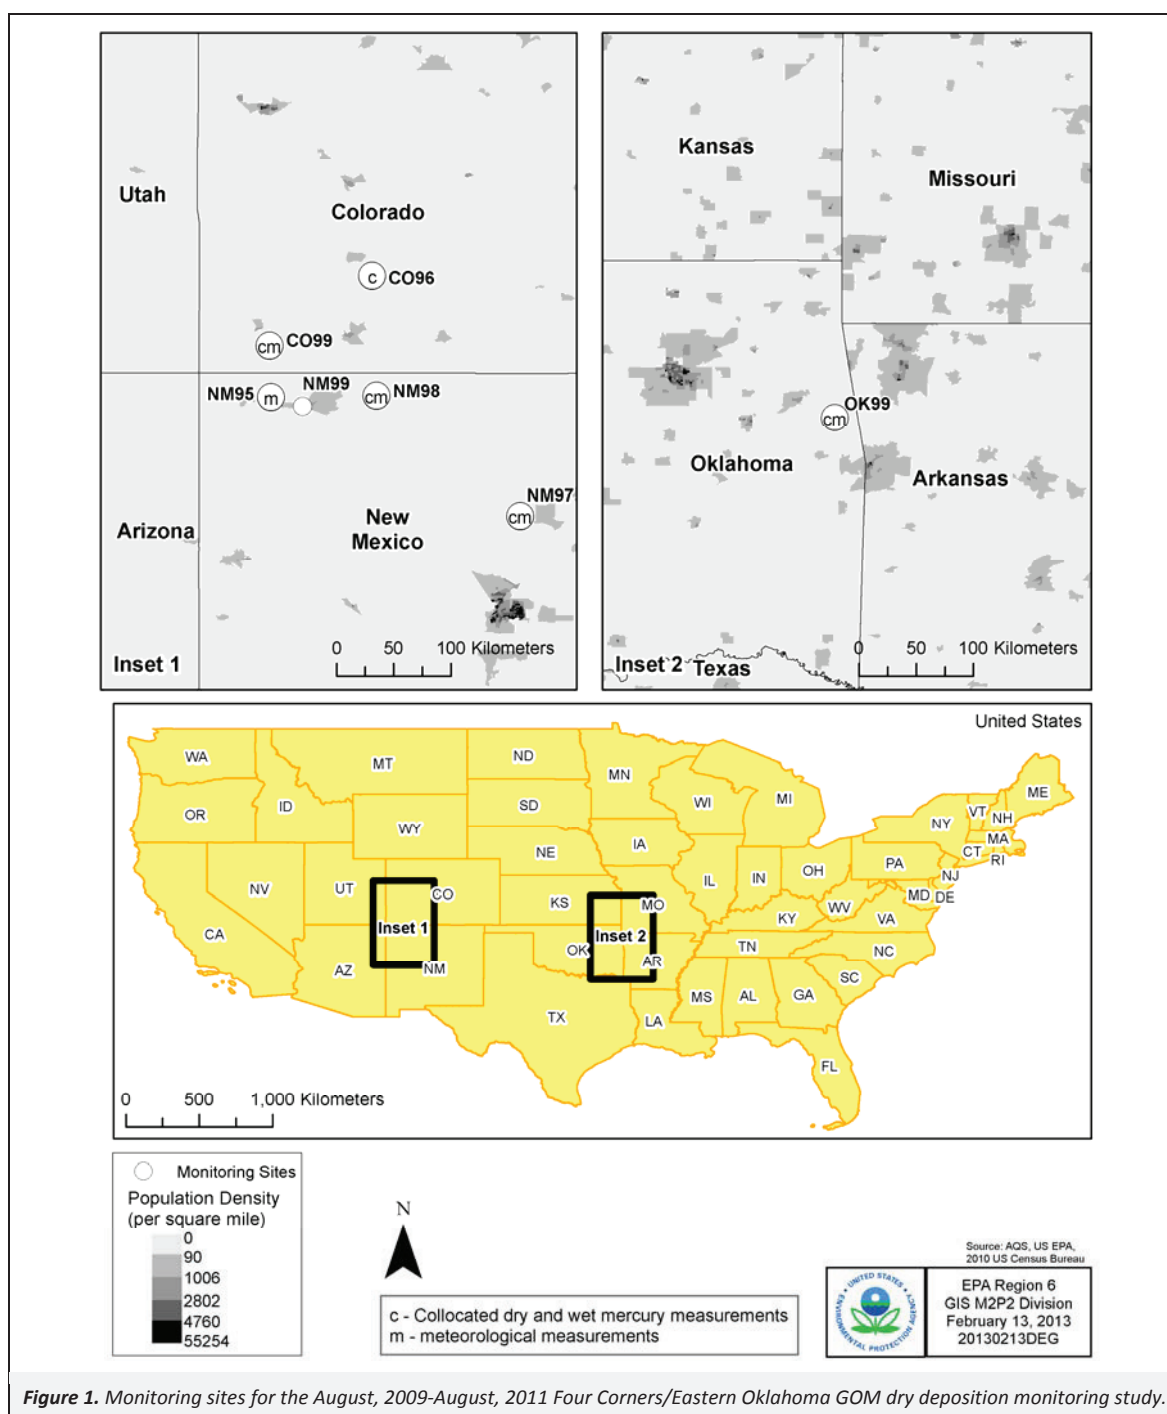 Utah
Colorado
c CO96
cm CO99
NM95 m
NM99
cm NM98
NM97
cm
Arizona
New
Mexico
0 50 100 Kilometers
Inset 1
Kansas
Missouri
OK99
cm
Oklahoma
Arkansas
0 50 100 Kilometers
Inset 2 Texas
United States
WA
MT
ND
MN
ME
OR
ID
SD
WI
MI
VT
NH
NY
WY
IA
MA
CT
RI
NE
PA
NV
UT
CO
IL
IN
OH
NJ
KS
MO
MD
DE
WV
KY
VA
CA
Inset 1
Inset 2
OK
TN
NC
AZ
NM
AR
SC
MS
AL
GA
TX
LA
FL
0 500 1,000 Kilometers
Monitoring Sites
Population Density
(per square mile)
0
90
1006
2802
4760
55254
N
c - Collocated dry and wet mercury measurements
m - meteorological measurements
Source: AQS, US EPA,
2010 US Census Bureau
UNITED STATES
ENVIRONMENTAL PROTECTION AGENCY
EPA Region 6
GIS M2P2 Division
February 13, 2013
20130213DEG
Figure 1. Monitoring sites for the August, 2009-August, 2011 Four Corners/Eastern Oklahoma GOM dry deposition monitoring study.